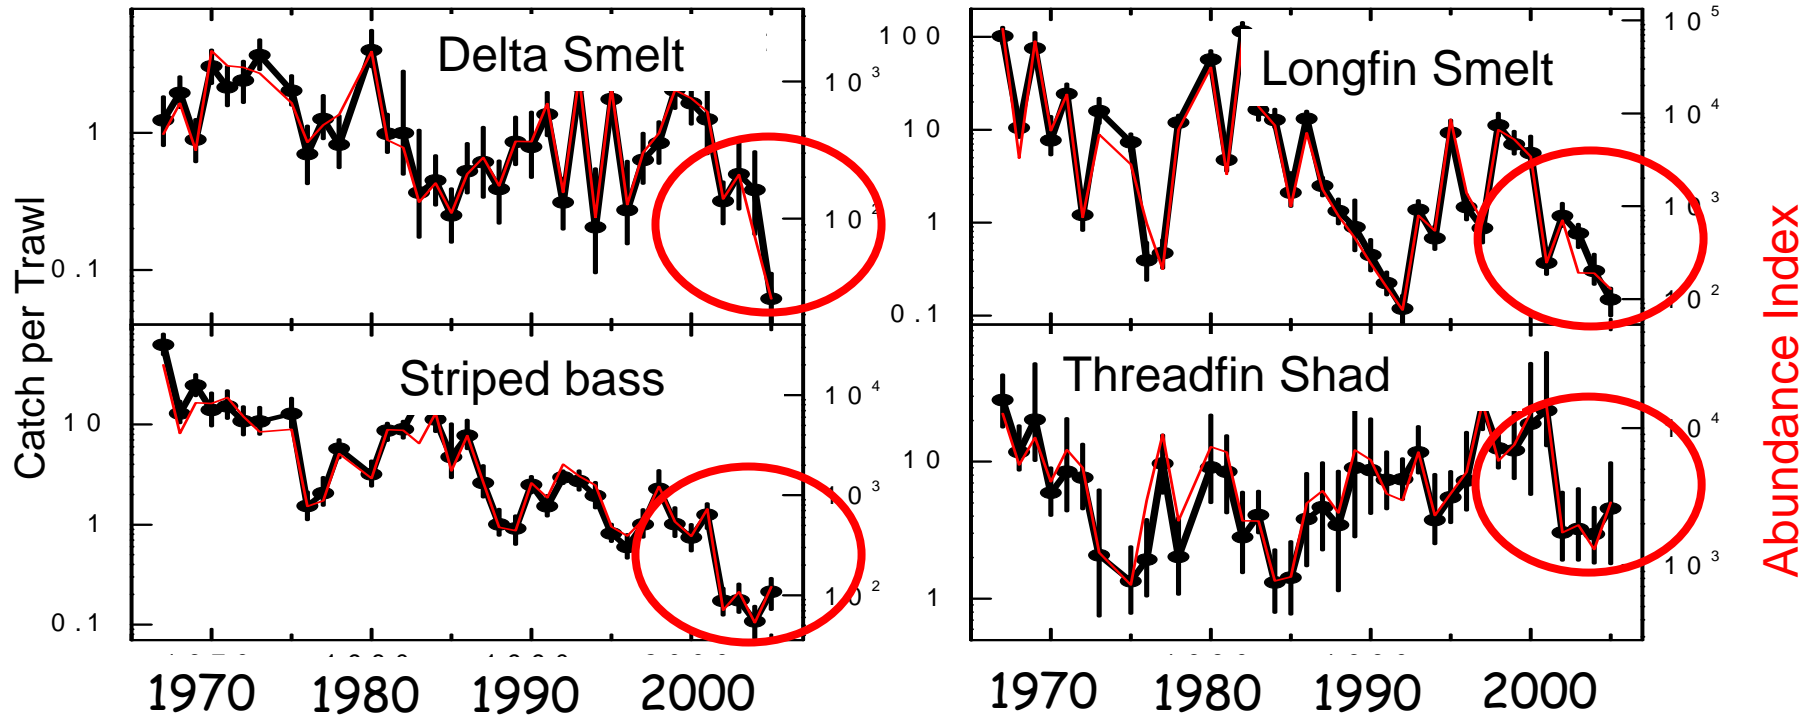 Delta Smelt
Longfin Smelt
Striped bass
Threadfin Shad
Catch per Trawl
Abundance Index
1
0.1
10³
10²
100
10
1
0.1
10⁵
10⁴
10³
10²
10
1
0.1
10⁴
10³
10²
10
1
10⁴
10³
1970 1980 1990 2000
1970 1980 1990 2000